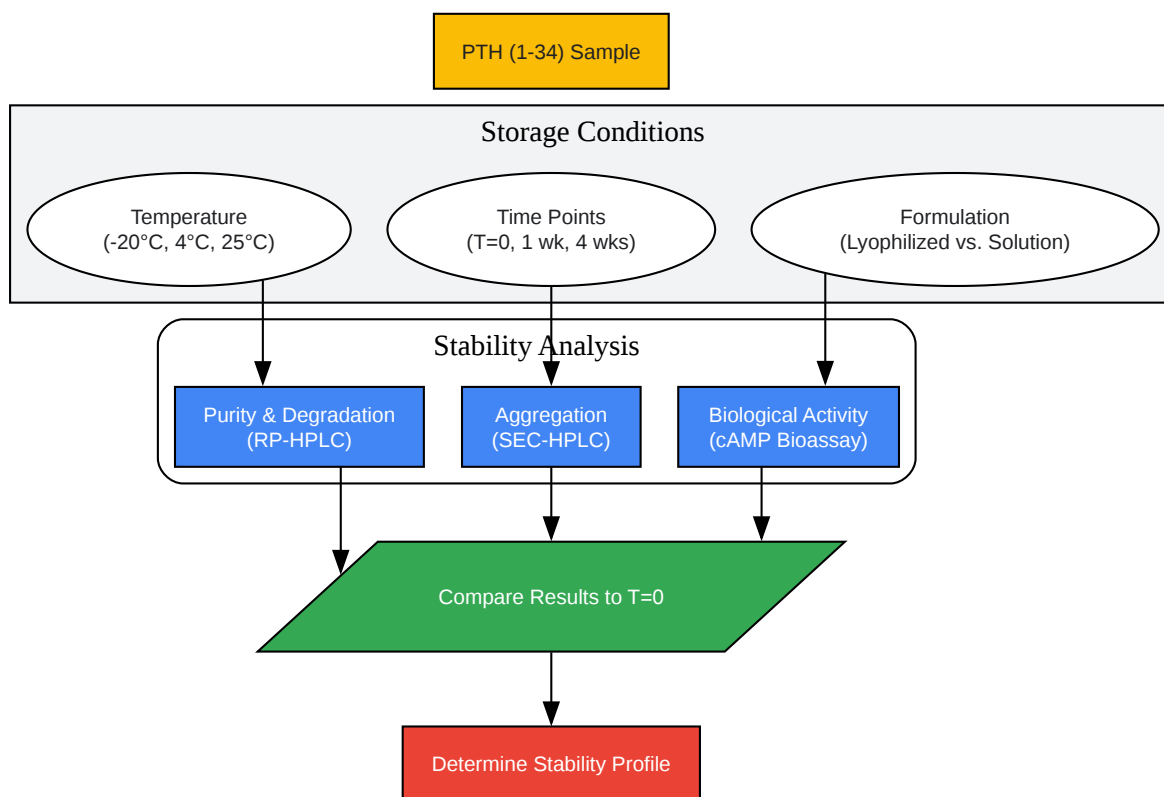 PTH (1-34) Sample
Storage Conditions
Temperature
(-20°C, 4°C, 25°C)
Time Points
(T=0, 1 wk, 4 wks)
Formulation
(Lyophilized vs. Solution)
Stability Analysis
Purity & Degradation
(RP-HPLC)
Aggregation
(SEC-HPLC)
Biological Activity
(cAMP Bioassay)
Compare Results to T=0
Determine Stability Profile